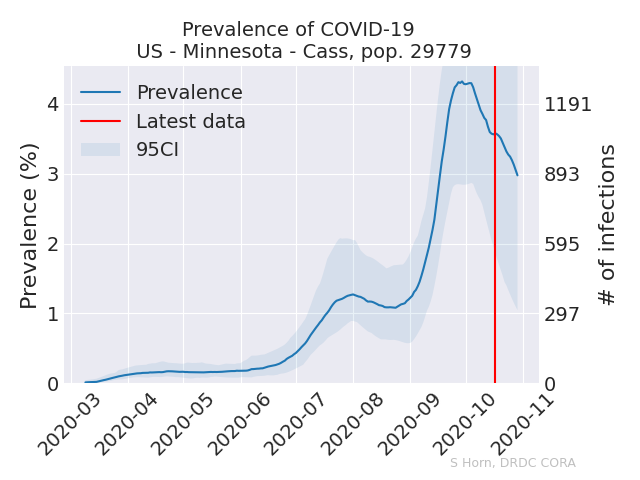 Prevalence of COVID-19
US - Minnesota - Cass, pop. 29779
Prevalence
Latest data
95CI
Prevalence (%)
4
3
2
1
0
1191
893
595
297
0
# of infections
2020-03
2020-04
2020-05
2020-06
2020-07
2020-08
2020-09
2020-10
2020-11
S Horn, DRDC CORA